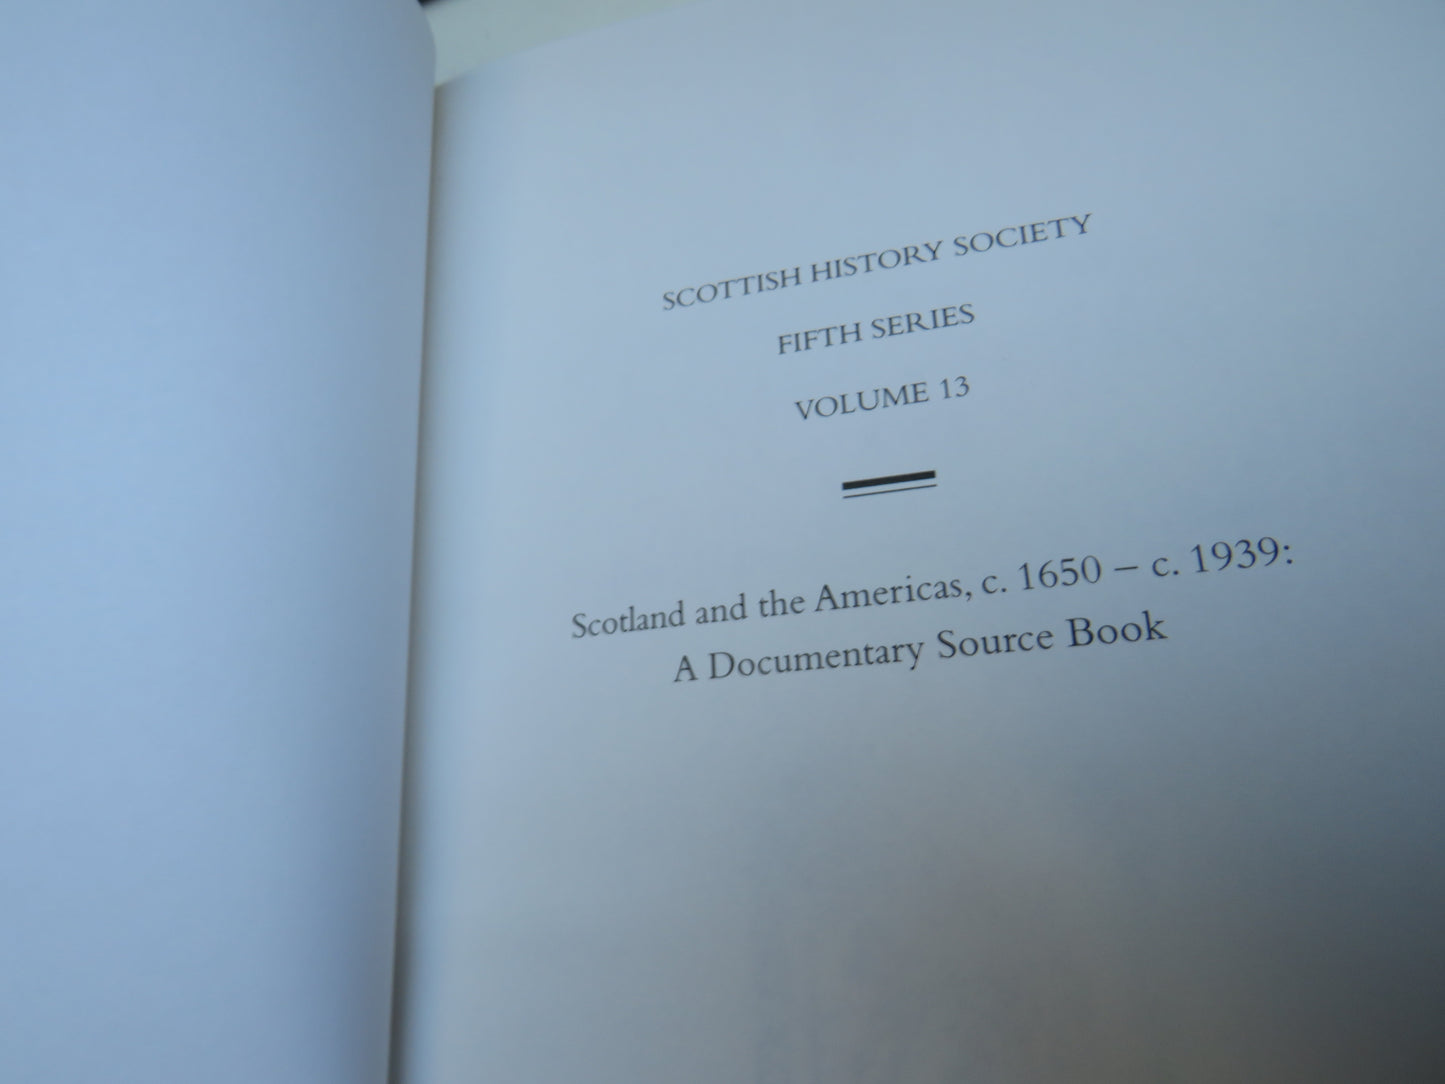 SCOTTISH HISTORY SOCIETY
FIFTH SERIES
VOLUME 13
Scotland and the Americas, c. 1650 – c. 1939:
A Documentary Source Book